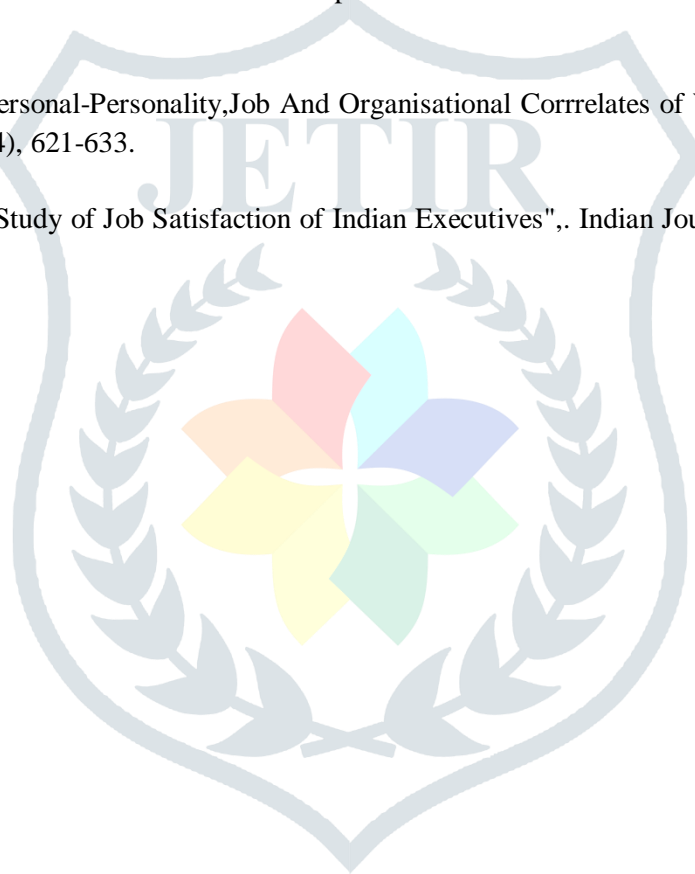 ersonal-Personality,Job And Organisational Corrrelates of
4), 621-633.
JETIR
Study of Job Satisfaction of Indian Executives",. Indian Jou